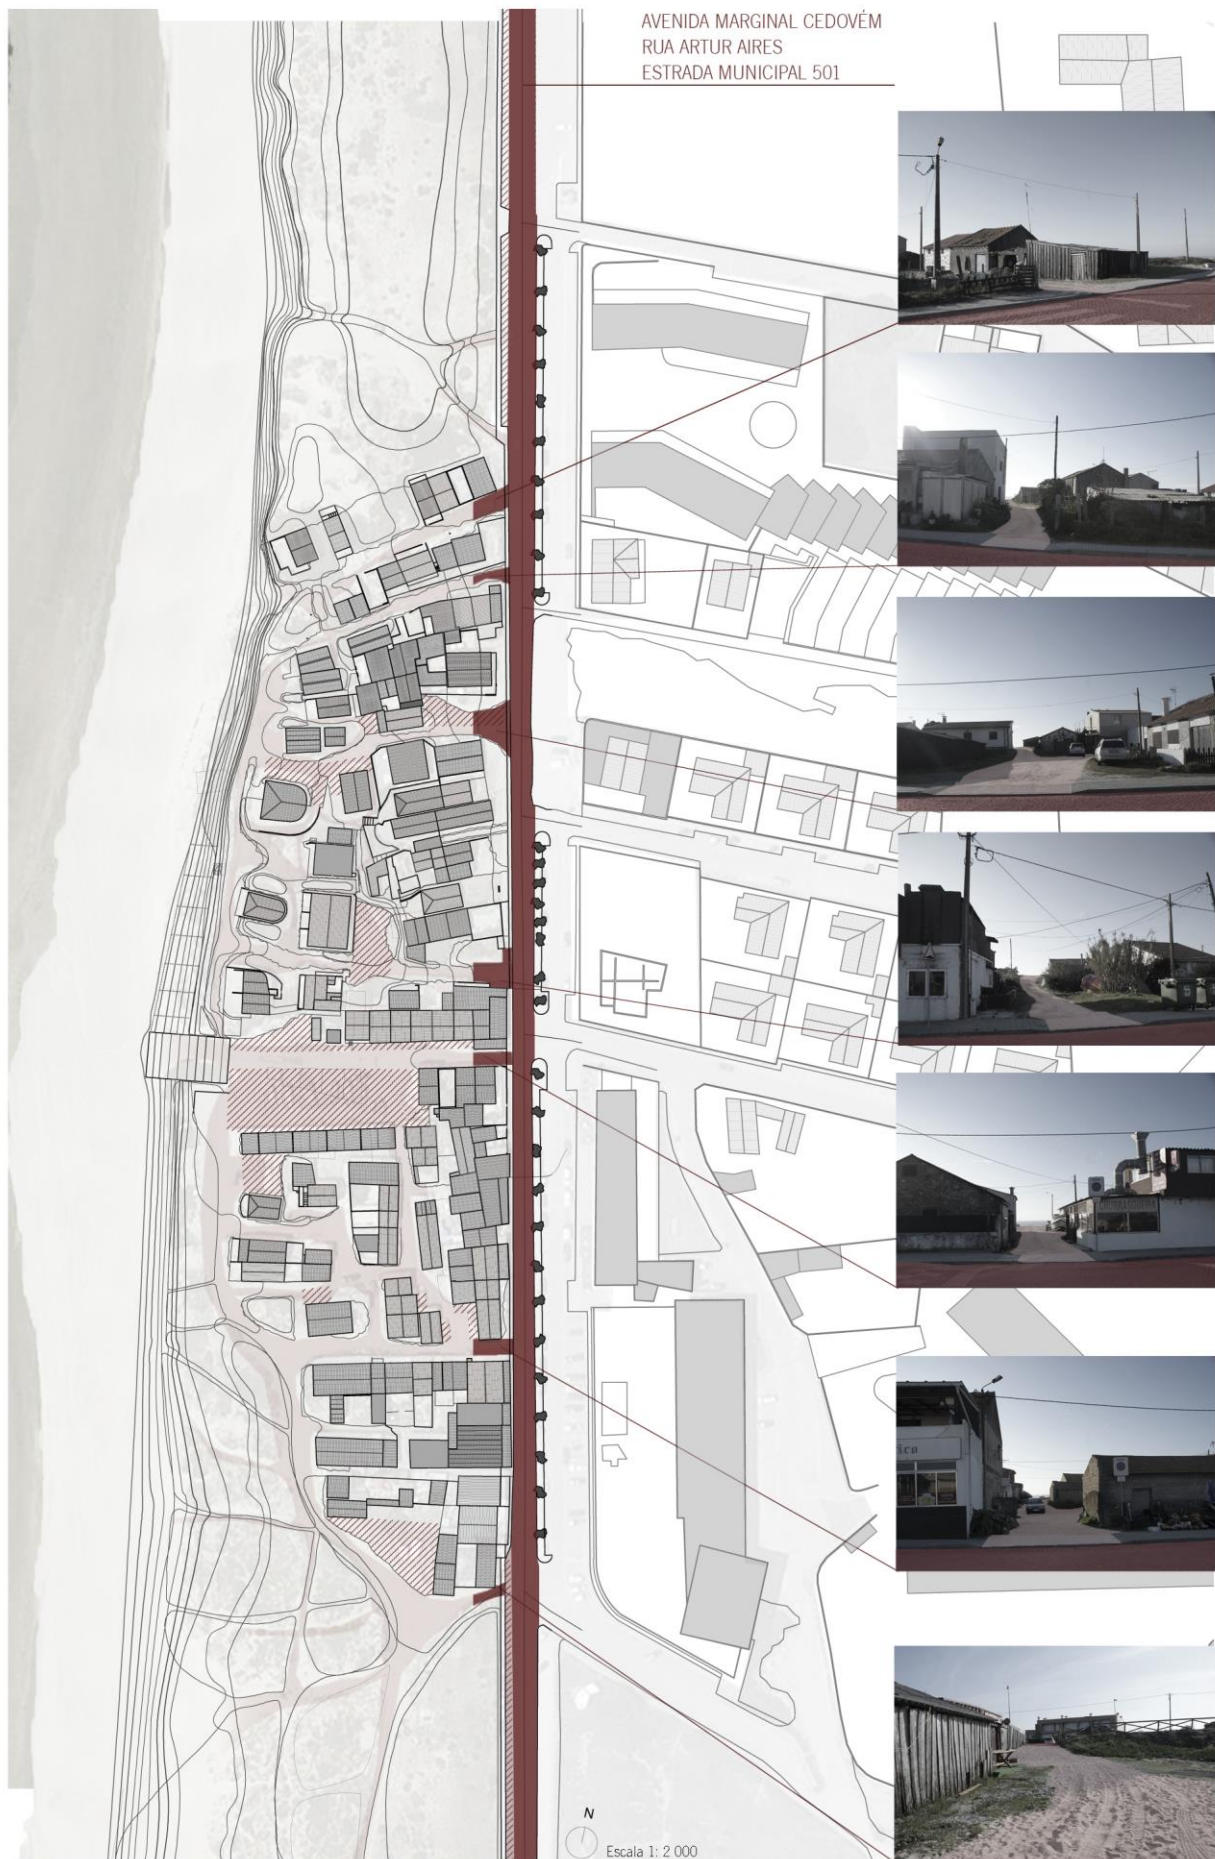 AVENIDA MARGINAL CEDOVÉM
RUA ARTUR AIRES
ESTRADA MUNICIPAL 501
N
Escala 1: 2 000